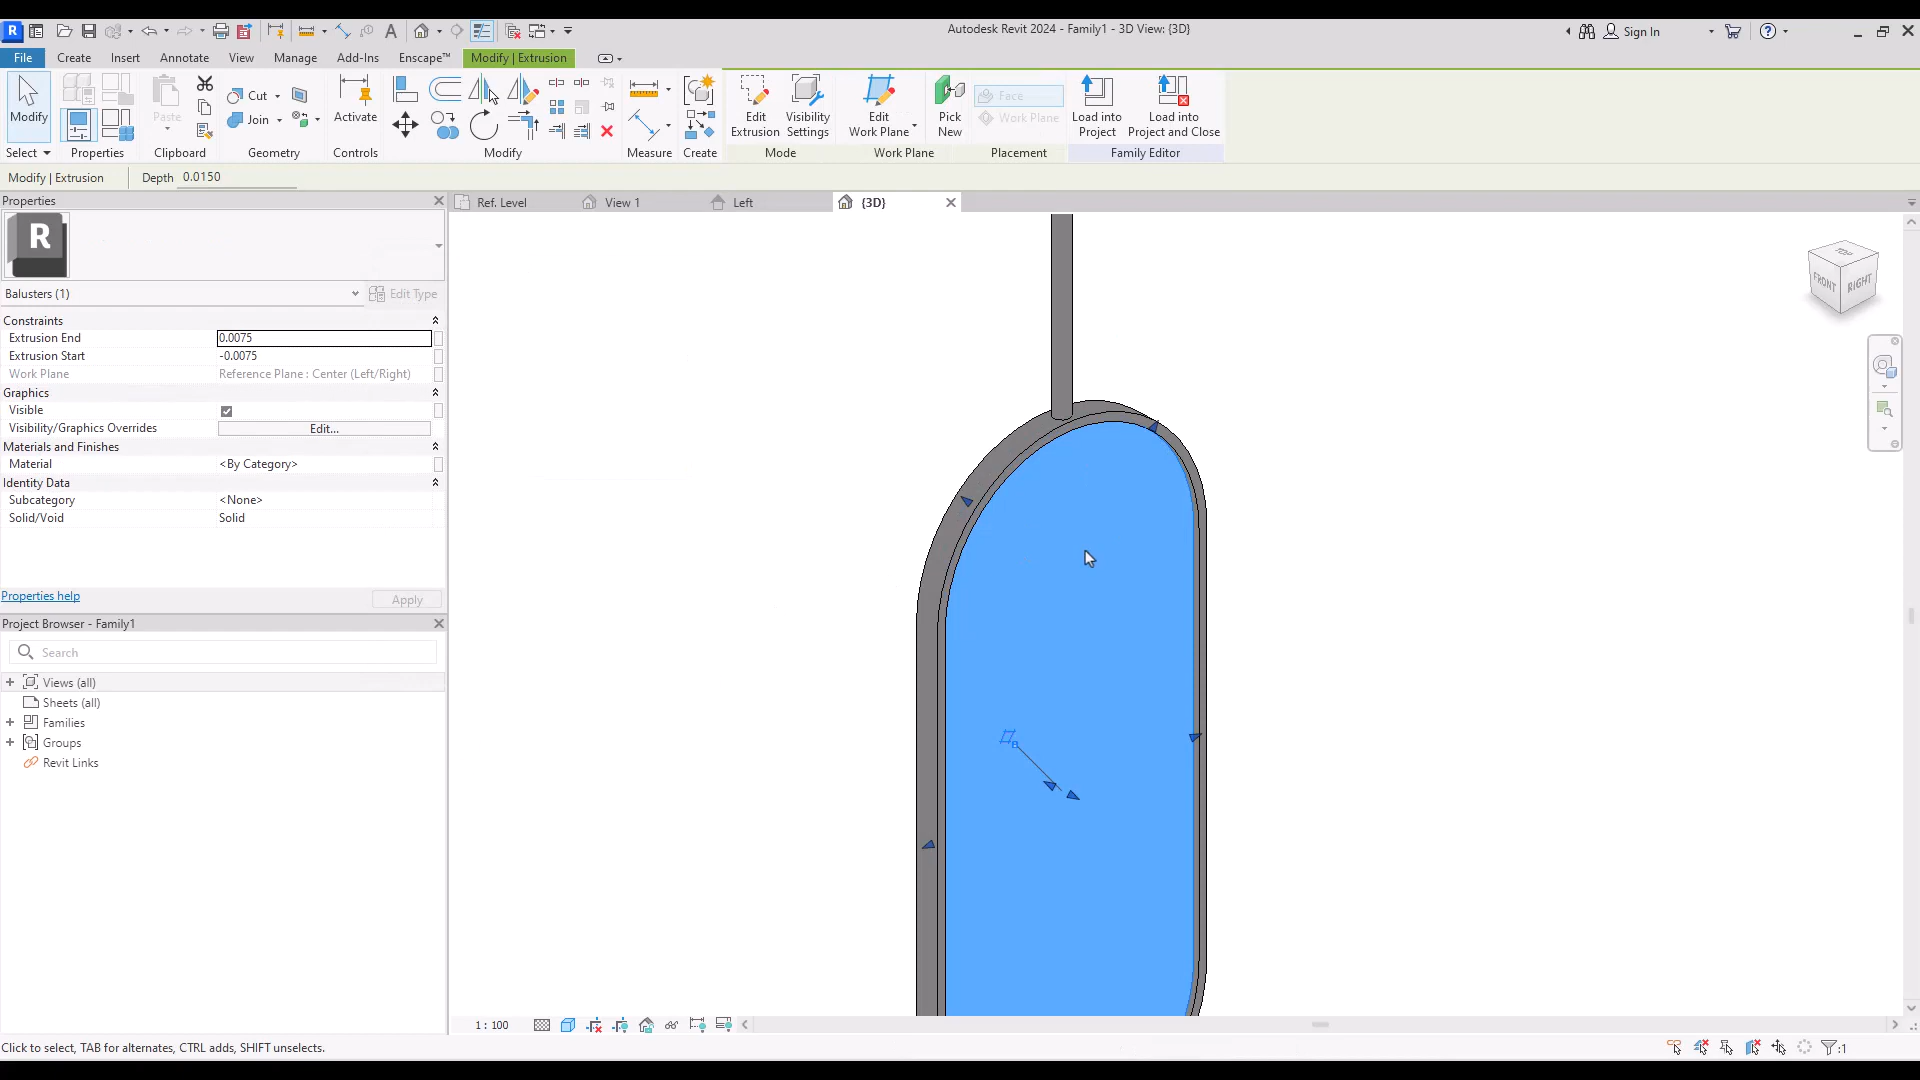 Autodesk Revit 2024 - Family1 - 3D View: {3D}
Sign In
File Create Insert Annotate View Manage Add-Ins Enscape™ Modify | Extrusion
Modify
Paste
Cut
Join
Activate
Edit Extrusion
Visibility Settings
Edit Work Plane
Pick New
Face
Work Plane
Load into Project
Load into Project and Close
Select Properties Clipboard Geometry Controls Modify Measure Create Mode Work Plane Placement Family Editor
Modify | Extrusion Depth 0.0150
Properties
Ref. Level View 1 Left {3D}
R
Balusters (1) Edit Type
Constraints
Extrusion End 0.0075
Extrusion Start -0.0075
Work Plane Reference Plane : Center (Left/Right)
Graphics
Visible
Visibility/Graphics Overrides Edit...
Materials and Finishes
Material <By Category>
Identity Data
Subcategory <None>
Solid/Void Solid
Properties help Apply
Project Browser - Family1
Search
Views (all)
Sheets (all)
Families
Groups
Revit Links
TOP
FRONT RIGHT
1 : 100
Click to select, TAB for alternates, CTRL adds, SHIFT unselects.
:1